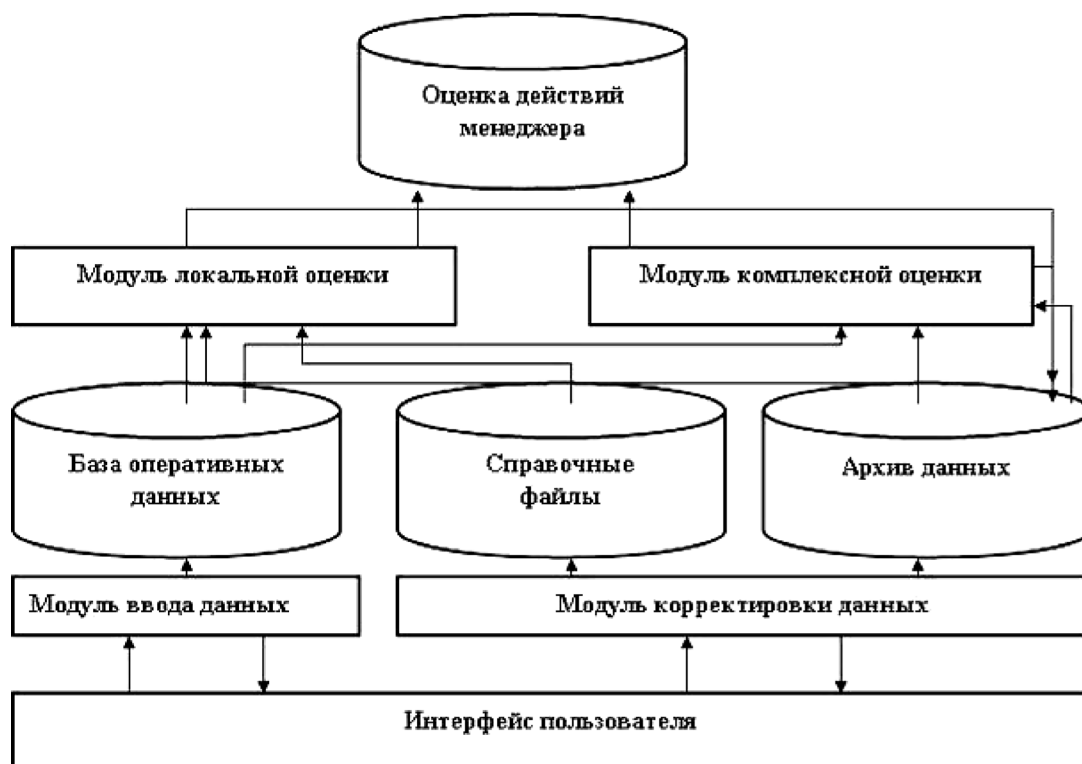 Оценка действий
менеджера
Модуль локальной оценки
Модуль комплексной оценки
База оперативных
данных
Справочные
файлы
Архив данных
Модуль ввода данных
Модуль корректировки данных
Интерфейс пользователя